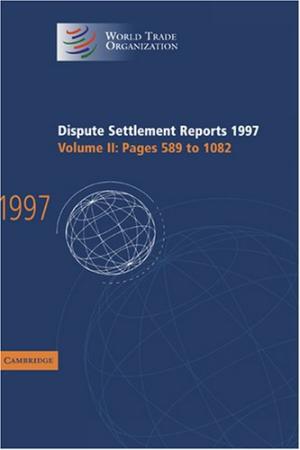 WORLD TRADE
ORGANIZATION
Dispute Settlement Reports 1997
Volume II: Pages 589 to 1082
1997
CAMBRIDGE